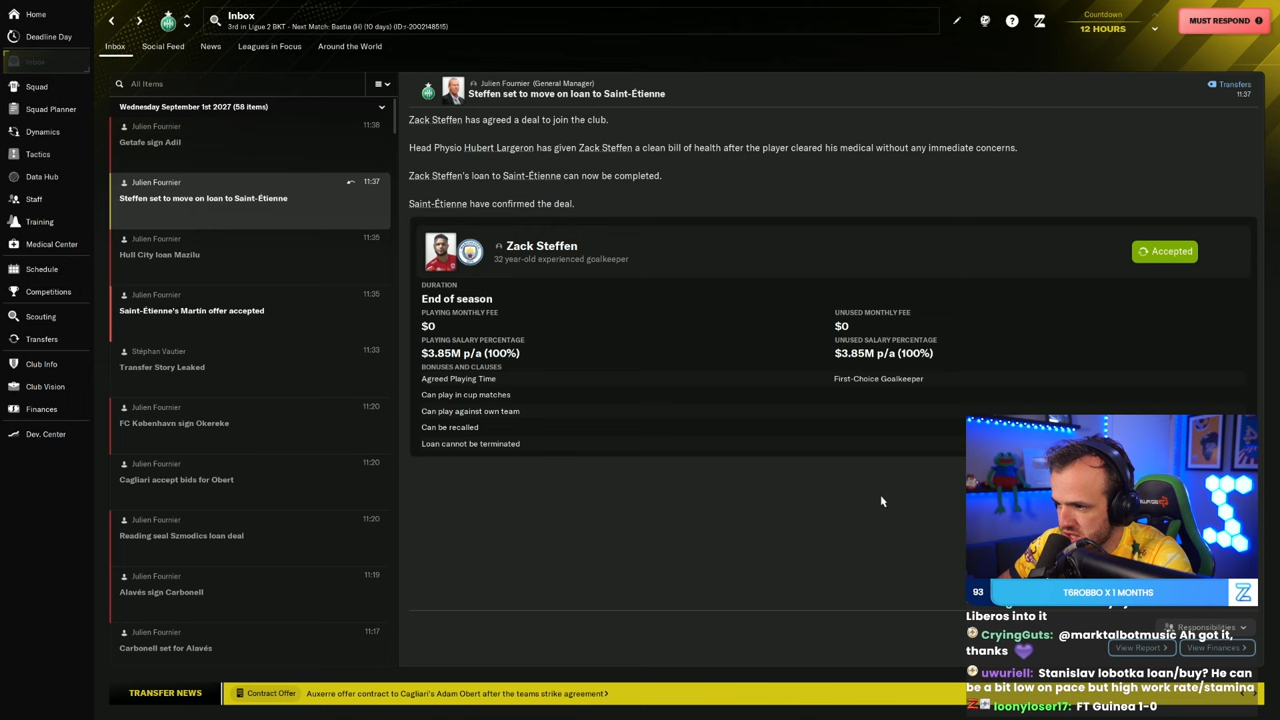 Home
Deadline Day
Inbox
Squad
Squad Planner
Dynamics
Tactics
Data Hub
Staff
Training
Medical Center
Schedule
Competitions
Scouting
Transfers
Club Info
Club Vision
Finances
Dev. Center
Inbox
3rd in Ligue 2 BKT - Next Match: Bastia (H) (10 days) (ID:-2002148515)
Countdown
12 HOURS
MUST RESPOND
Inbox Social Feed News Leagues in Focus Around the World
All Items
Wednesday September 1st 2027 (58 items)
Julien Fournier 11:38
Getafe sign Adil
Julien Fournier 11:37
Steffen set to move on loan to Saint-Étienne
Julien Fournier 11:35
Hull City loan Mazilu
Julien Fournier 11:35
Saint-Étienne's Martín offer accepted
Stéphan Vautier 11:33
Transfer Story Leaked
Julien Fournier 11:20
FC København sign Okereke
Julien Fournier 11:20
Cagliari accept bids for Obert
Julien Fournier 11:20
Reading seal Szmodics loan deal
Julien Fournier 11:19
Alavés sign Carbonell
Julien Fournier 11:17
Carbonell set for Alavés
Julien Fournier (General Manager)
Steffen set to move on loan to Saint-Étienne
Transfers
11:37
Zack Steffen has agreed a deal to join the club.
Head Physio Hubert Largeron has given Zack Steffen a clean bill of health after the player cleared his medical without any immediate concerns.
Zack Steffen's loan to Saint-Étienne can now be completed.
Saint-Étienne have confirmed the deal.
Zack Steffen
32 year-old experienced goalkeeper
Accepted
DURATION
End of season
PLAYING MONTHLY FEE UNUSED MONTHLY FEE
$0 $0
PLAYING SALARY PERCENTAGE UNUSED SALARY PERCENTAGE
$3.85M p/a (100%) $3.85M p/a (100%)
BONUSES AND CLAUSES
Agreed Playing Time First-Choice Goalkeeper
Can play in cup matches
Can play against own team
Can be recalled
Loan cannot be terminated
93 T6ROBBO X 1 MONTHS
Liberos into it
CryingGuts: @marktalbotmusic Ah got it,
thanks
uwuriell: Stanislav lobotka loan/buy? He can
be a bit low on pace but high work rate/stamina
loonyloser17: FT Guinea 1-0
Responsibilities
View Report View Finances
TRANSFER NEWS Contract Offer Auxerre offer contract to Cagliari's Adam Obert after the teams strike agreement